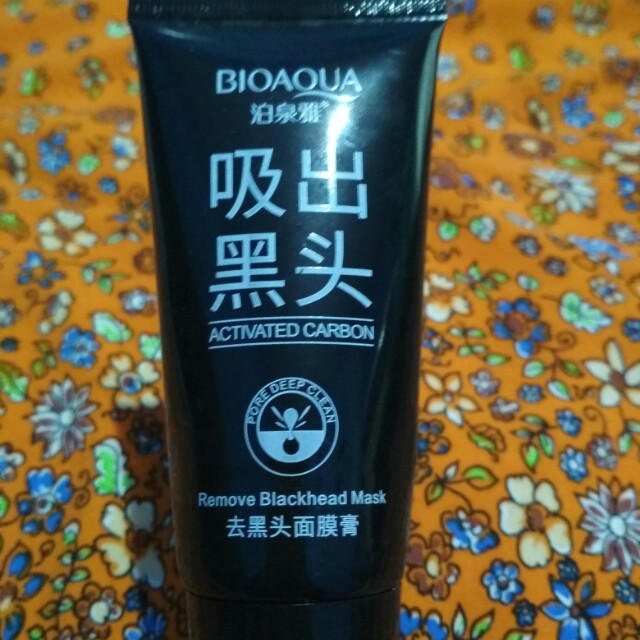 BIOAQUA
泊泉雅
吸出
黑头
ACTIVATED CARBON
PORE DEEP CLEAN
Remove Blackhead Mask
去黑头面膜膏